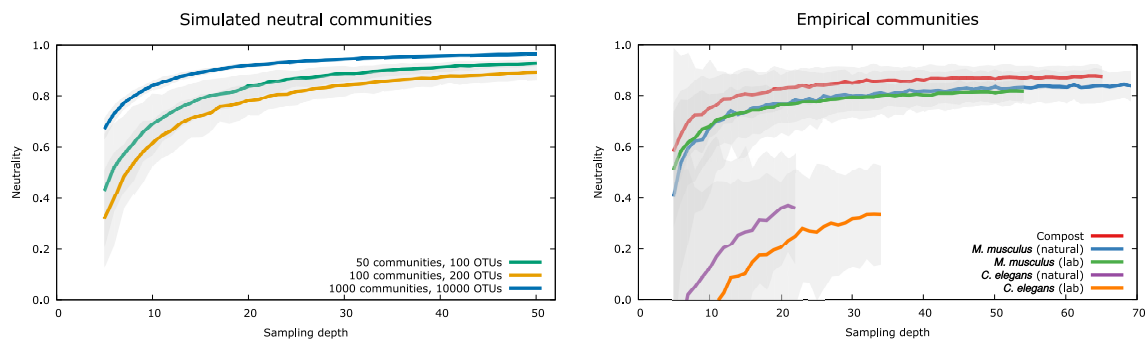 Simulated neutral communities
1.0
0.8
0.6
0.4
0.2
0.0
Neutrality
0
10
20
30
40
50
Sampling depth
50 communities, 100 OTUs
100 communities, 200 OTUs
1000 communities, 10000 OTUs
Empirical communities
1.0
0.8
0.6
0.4
0.2
0.0
Neutrality
0
10
20
30
40
50
60
70
Sampling depth
Compost
M. musculus (natural)
M. musculus (lab)
C. elegans (natural)
C. elegans (lab)